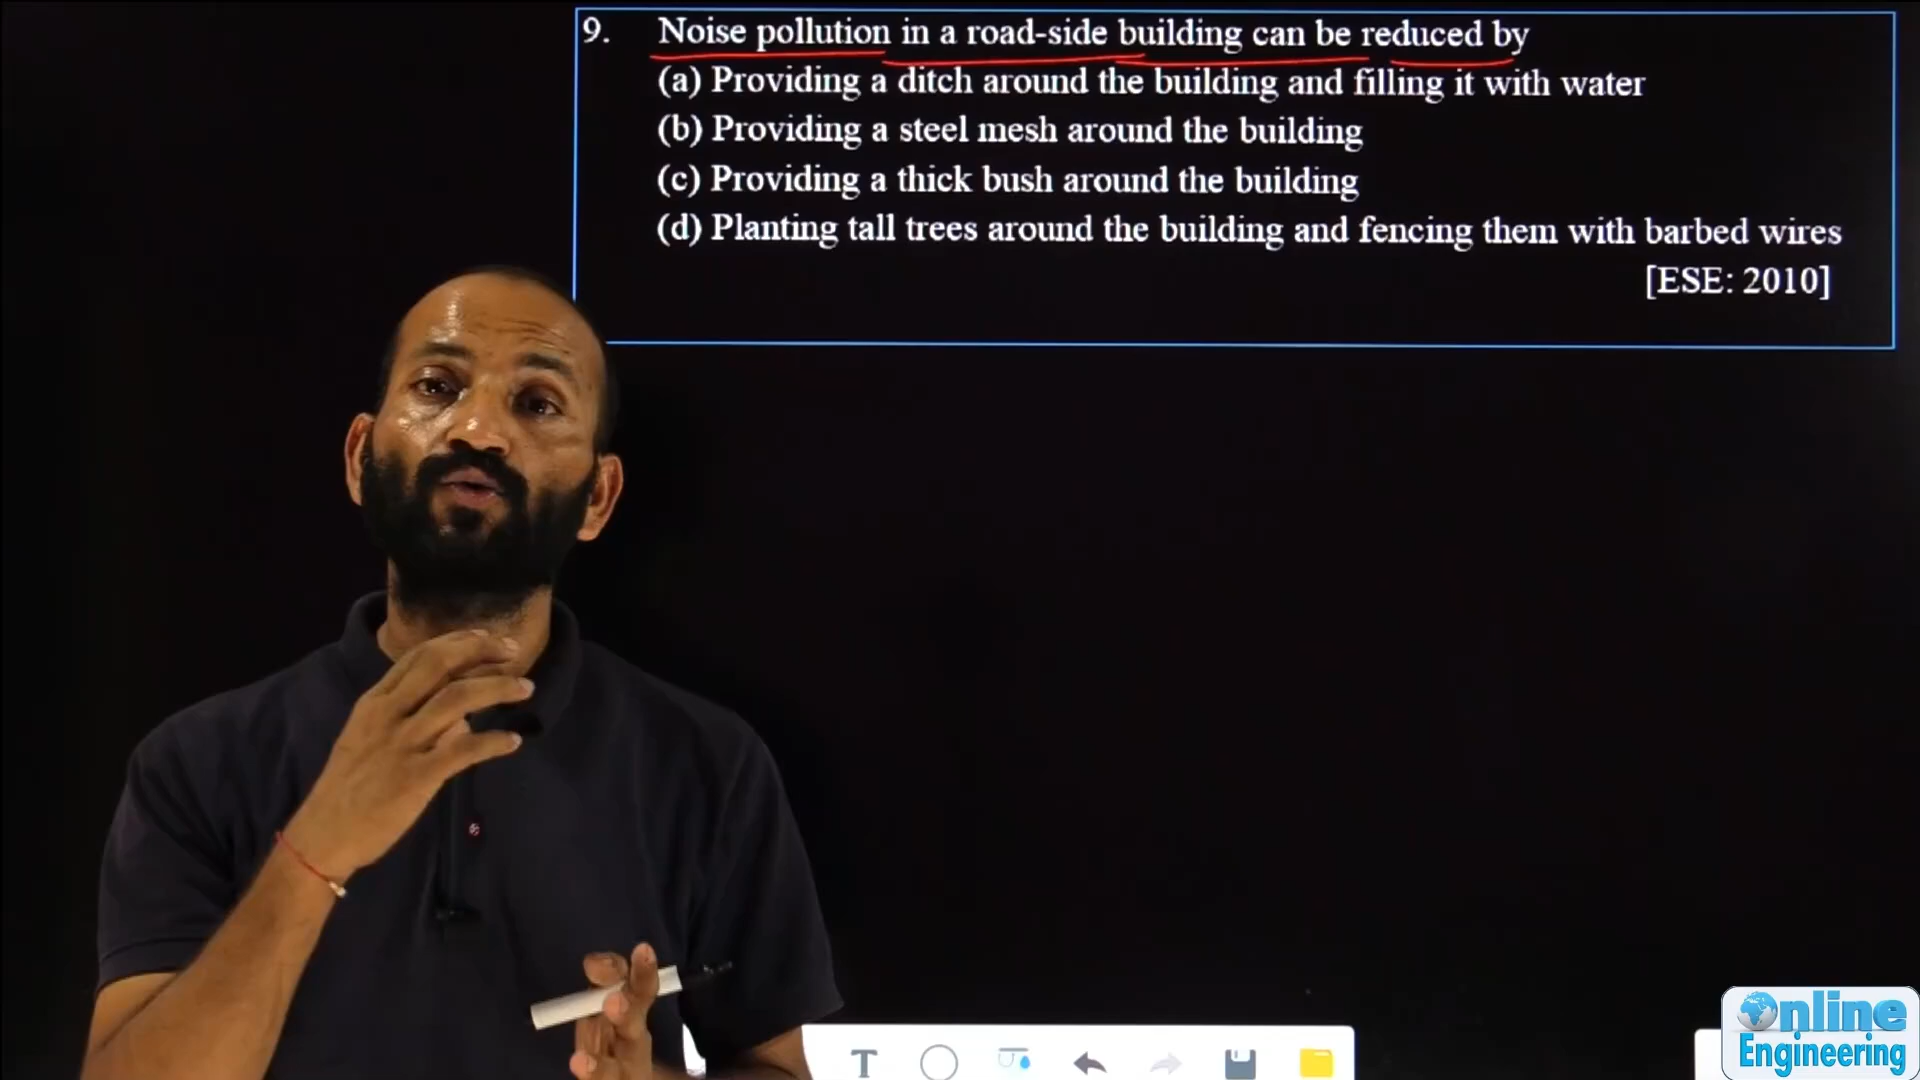 9. Noise pollution in a road-side building can be reduced by
(a) Providing a ditch around the building and filling it with water
(b) Providing a steel mesh around the building
(c) Providing a thick bush around the building
(d) Planting tall trees around the building and fencing them with barbed wires
[ESE: 2010]
T
Online
Engineering